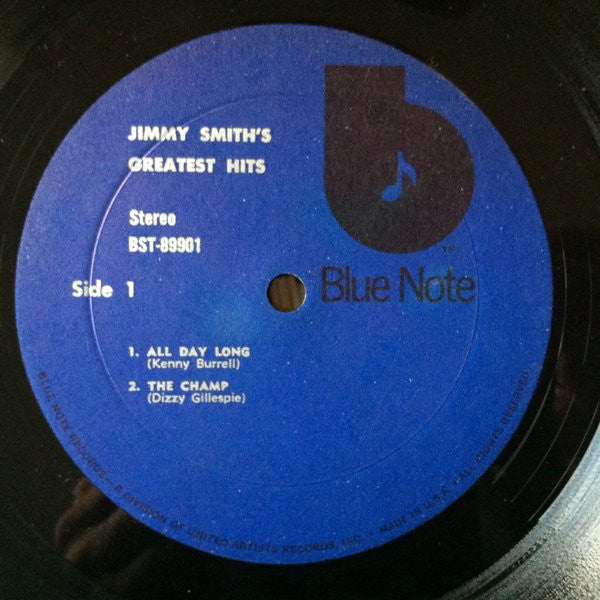 JIMMY SMITH'S
GREATEST HITS
Stereo
BST-89901
Side 1
TM
Blue Note
1. ALL DAY LONG
(Kenny Burrell)
2. THE CHAMP
(Dizzy Gillespie)
BLUE NOTE RECORDS • A DIVISION OF UNITED ARTISTS RECORDS, INC. • MADE IN U.S.A. • ALL RIGHTS RESERVED